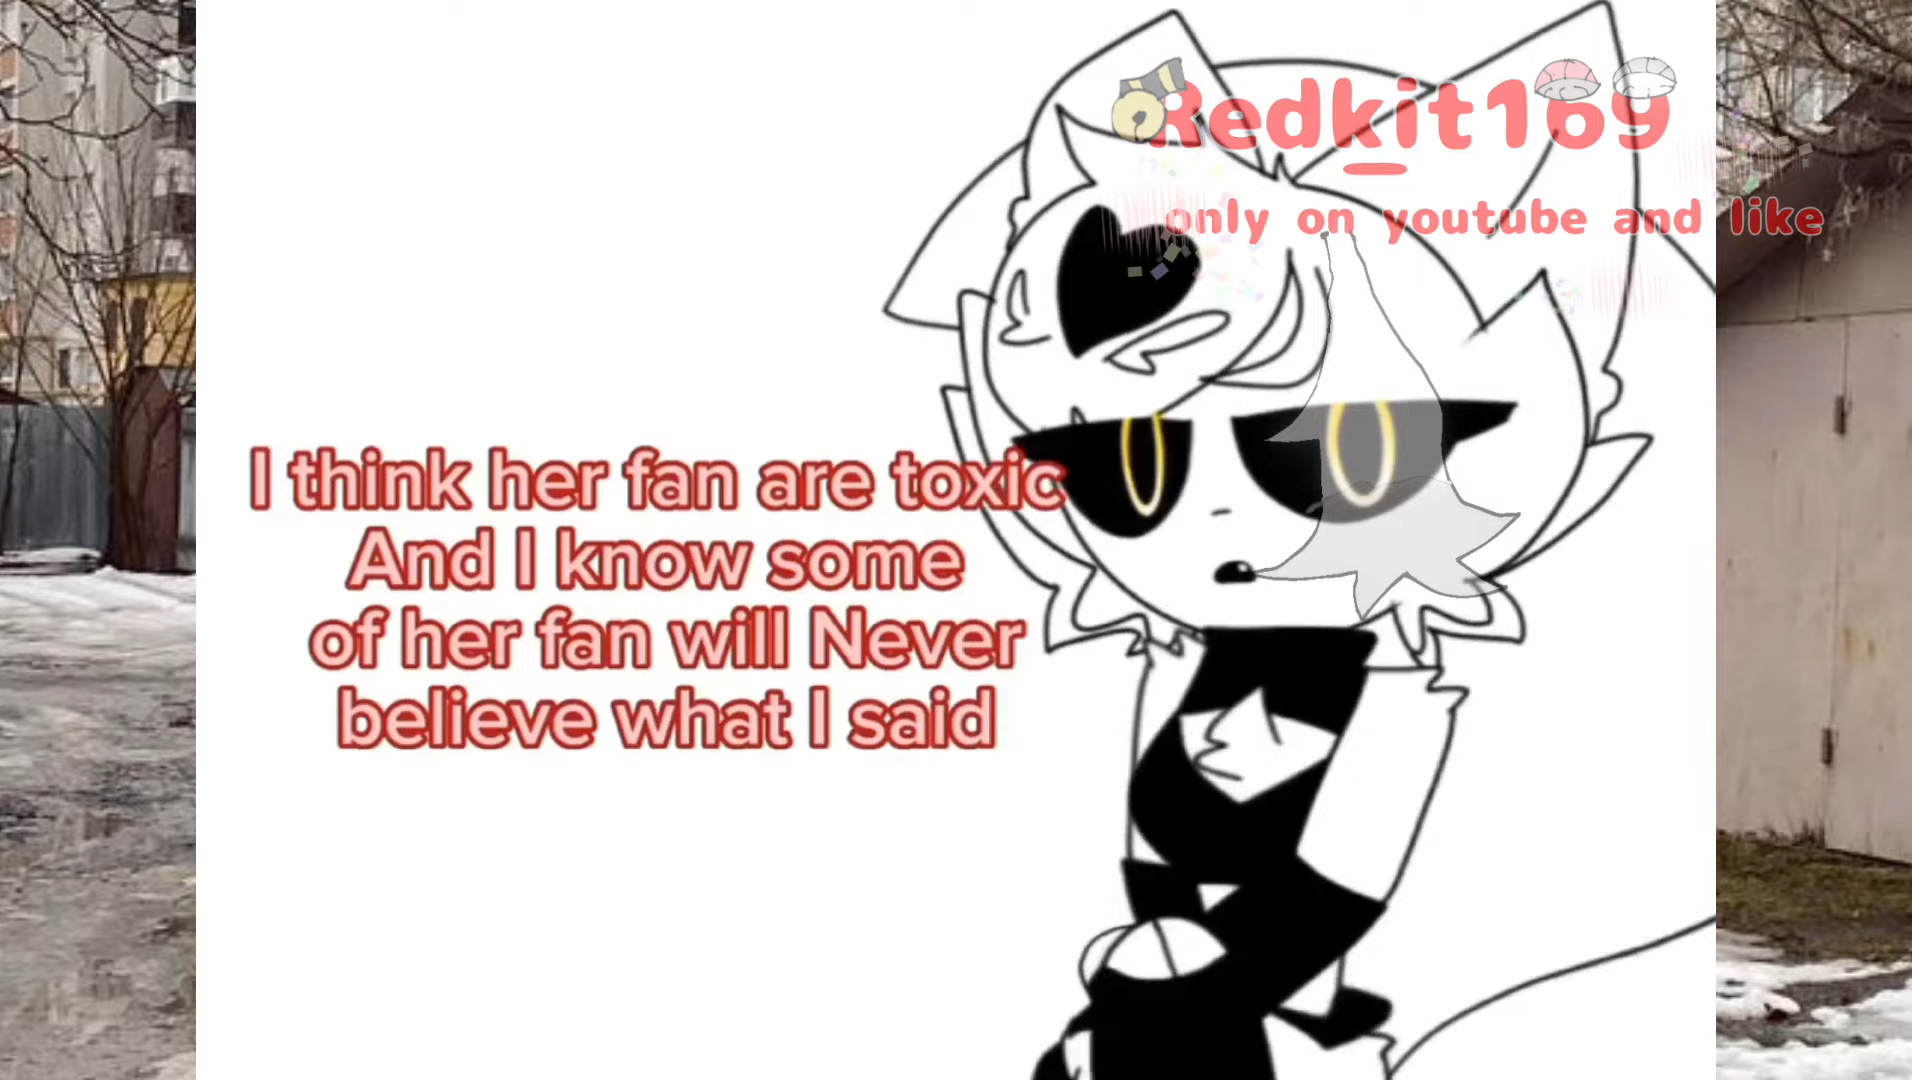 Redkit169
only on youtube and like
I think her fan are toxic
And I know some
of her fan will Never
believe what I said